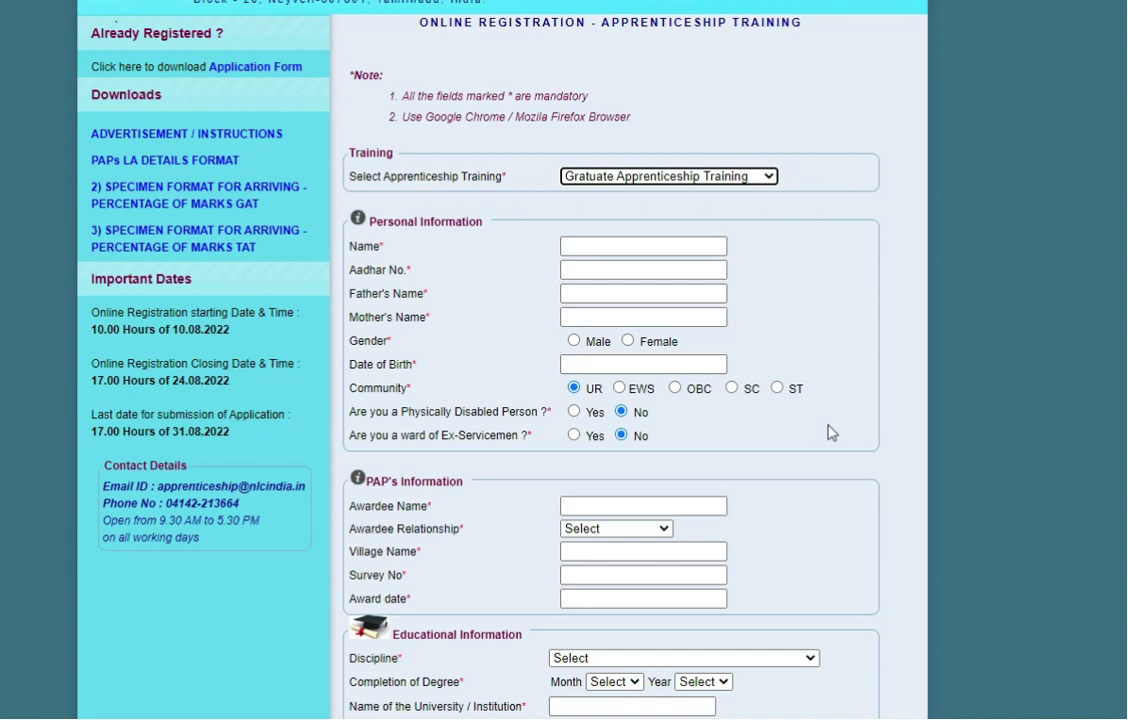 Block - 20, Neyveli-607801, Tamilnadu, India.
Already Registered ?
Click here to download Application Form
Downloads
ADVERTISEMENT / INSTRUCTIONS
PAPs LA DETAILS FORMAT
2) SPECIMEN FORMAT FOR ARRIVING -
PERCENTAGE OF MARKS GAT
3) SPECIMEN FORMAT FOR ARRIVING -
PERCENTAGE OF MARKS TAT
Important Dates
Online Registration starting Date & Time :
10.00 Hours of 10.08.2022
Online Registration Closing Date & Time :
17.00 Hours of 24.08.2022
Last date for submission of Application :
17.00 Hours of 31.08.2022
Contact Details
Email ID : apprenticeship@nlcindia.in
Phone No : 04142-213664
Open from 9.30 AM to 5.30 PM
on all working days
ONLINE REGISTRATION - APPRENTICESHIP TRAINING
*Note:
1. All the fields marked * are mandatory
2. Use Google Chrome / Mozila Firefox Browser
Training
Select Apprenticeship Training* Gratuate Apprenticeship Training
Personal Information
Name*
Aadhar No.*
Father's Name*
Mother's Name*
Gender* Male Female
Date of Birth*
Community* UR EWS OBC SC ST
Are you a Physically Disabled Person ?* Yes No
Are you a ward of Ex-Servicemen ?* Yes No
PAP's Information
Awardee Name*
Awardee Relationship* Select
Village Name*
Survey No*
Award date*
Educational Information
Discipline* Select
Completion of Degree* Month Select Year Select
Name of the University / Institution*